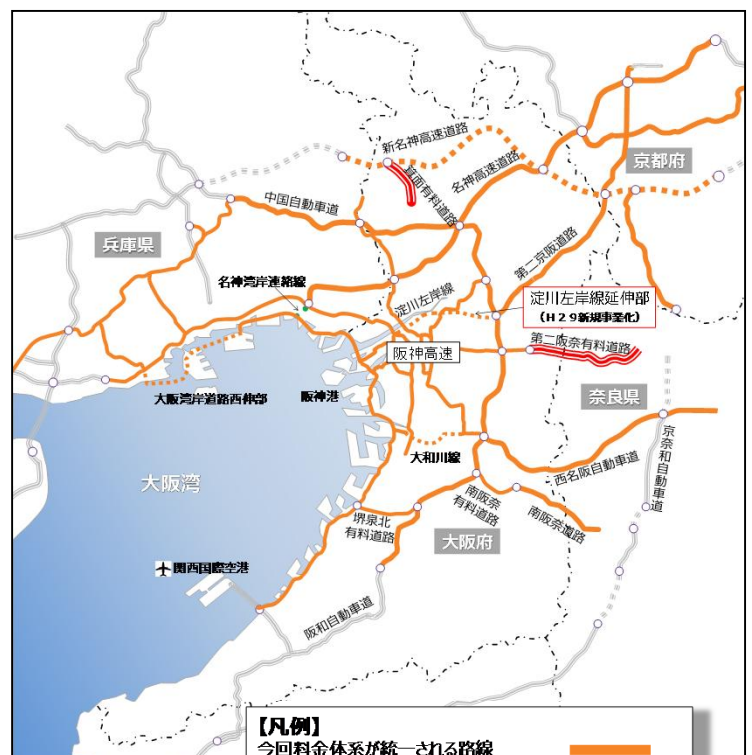 新名神高速道路
京都府
箕面有料道路
名神高速道路
中国自動車道
兵庫県
第二京阪道路
名神湾岸連絡線
淀川左岸線
淀川左岸線延伸部
(H29新規事業化)
第二阪奈有料道路
阪神高速
大阪湾岸道路西伸部
阪神港
奈良県
大和川線
京奈和自動車道
西名阪自動車道
大阪湾
南阪奈
有料道路
南阪奈道路
堺泉北
有料道路
大阪府
関西国際空港
阪和自動車道
【凡例】
今回料金体系が統一される路線